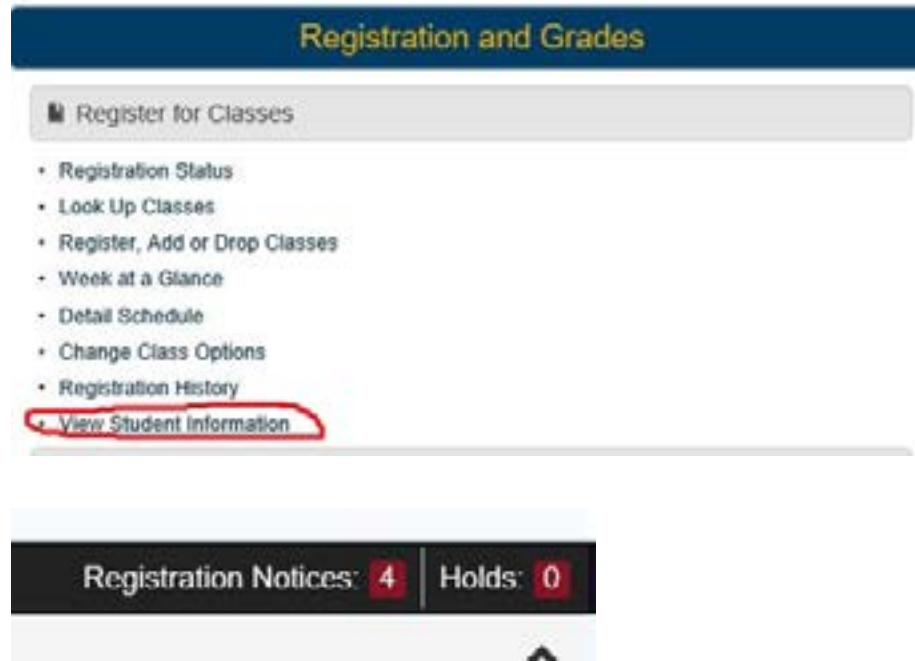 Registration and Grades
Register for Classes
• Registration Status
• Look Up Classes
• Register, Add or Drop Classes
• Week at a Glance
• Detail Schedule
• Change Class Options
• Registration History
• View Student Information
Registration Notices: 4 Holds: 0